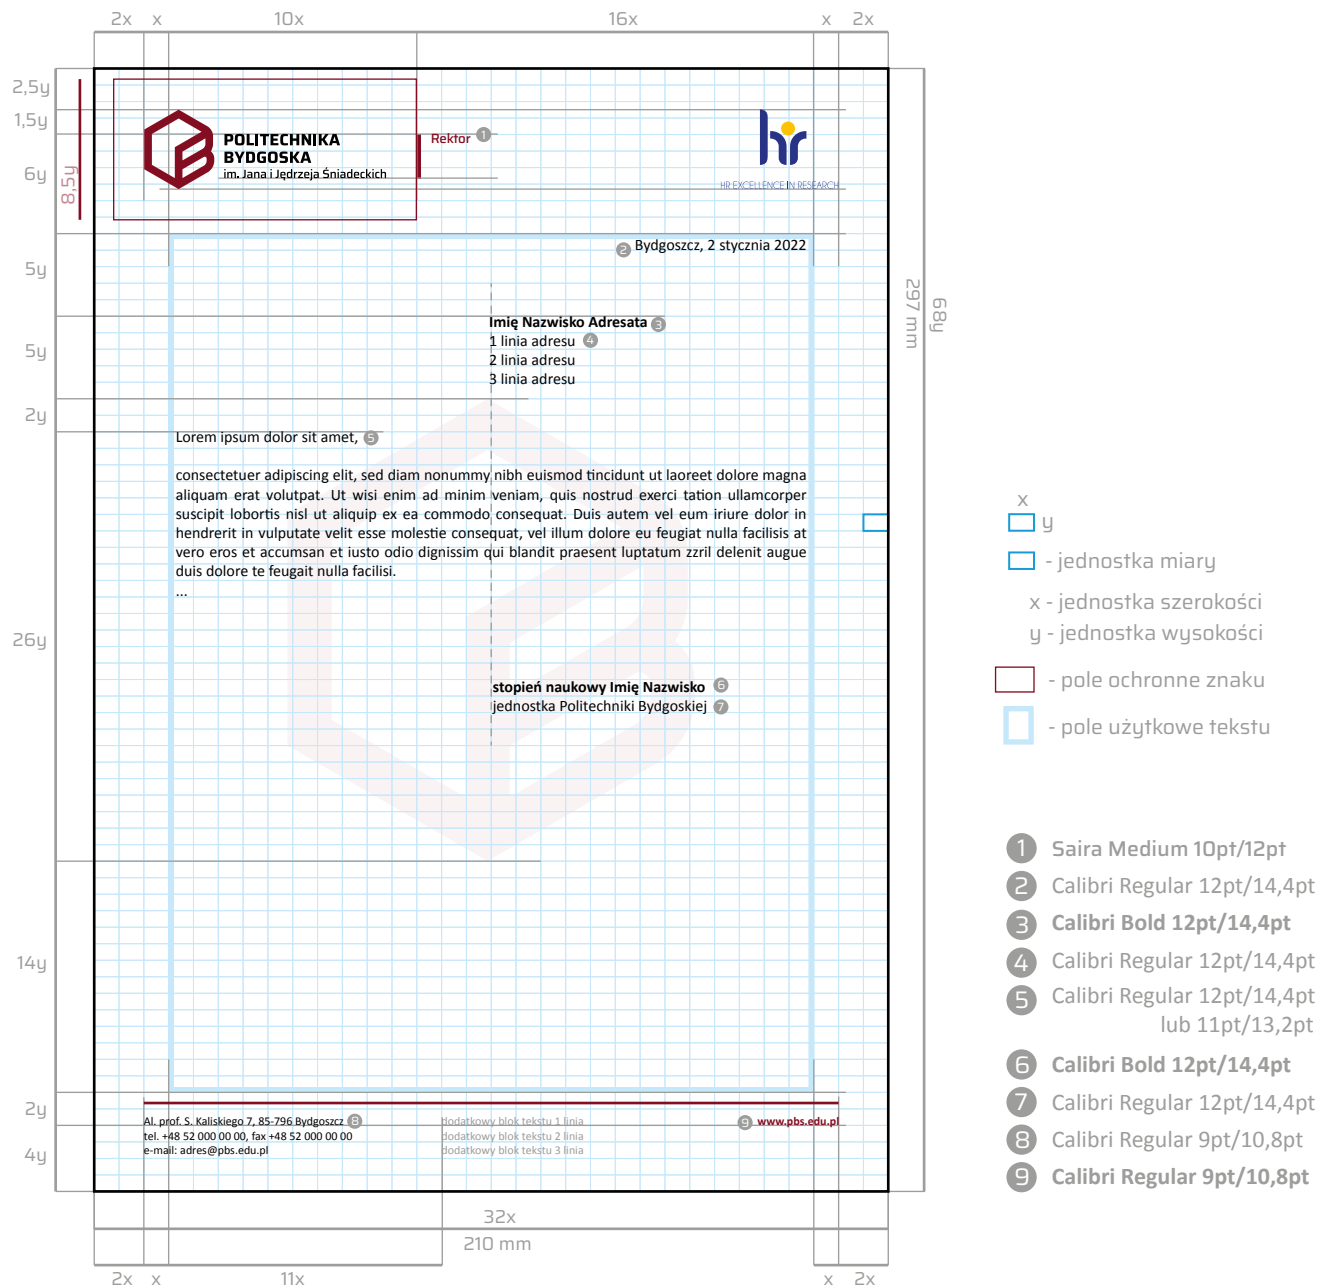 2x x 10x 16x x 2x
2,5y
1,5y
6y
8,5y
POLITECHNIKA
BYDGOSKA
im. Jana i Jędrzeja Śniadeckich
Rektor 1
hr
HR EXCELLENCE IN RESEARCH
5y
2 Bydgoszcz, 2 stycznia 2022
297 mm
68y
5y
Imię Nazwisko Adresata 3
1 linia adresu 4
2 linia adresu
3 linia adresu
2y
Lorem ipsum dolor sit amet, 5
consectetuer adipiscing elit, sed diam nonummy nibh euismod tincidunt ut laoreet dolore magna
aliquam erat volutpat. Ut wisi enim ad minim veniam, quis nostrud exerci tation ullamcorper
suscipit lobortis nisl ut aliquip ex ea commodo consequat. Duis autem vel eum iriure dolor in
hendrerit in vulputate velit esse molestie consequat, vel illum dolore eu feugiat nulla facilisis at
vero eros et accumsan et iusto odio dignissim qui blandit praesent luptatum zzril delenit augue
duis dolore te feugait nulla facilisi.
...
26y
stopień naukowy Imię Nazwisko 6
jednostka Politechniki Bydgoskiej 7
14y
2y
4y
Al. prof. S. Kaliskiego 7, 85-796 Bydgoszcz 8
tel. +48 52 000 00 00, fax +48 52 000 00 00
e-mail: adres@pbs.edu.pl
dodatkowy blok tekstu 1 linia
dodatkowy blok tekstu 2 linia
dodatkowy blok tekstu 3 linia
9 www.pbs.edu.pl
32x
210 mm
2x x 11x x 2x
x
y
- jednostka miary
x - jednostka szerokości
y - jednostka wysokości
- pole ochronne znaku
- pole użytkowe tekstu
1 Saira Medium 10pt/12pt
2 Calibri Regular 12pt/14,4pt
3 Calibri Bold 12pt/14,4pt
4 Calibri Regular 12pt/14,4pt
5 Calibri Regular 12pt/14,4pt
lub 11pt/13,2pt
6 Calibri Bold 12pt/14,4pt
7 Calibri Regular 12pt/14,4pt
8 Calibri Regular 9pt/10,8pt
9 Calibri Regular 9pt/10,8pt